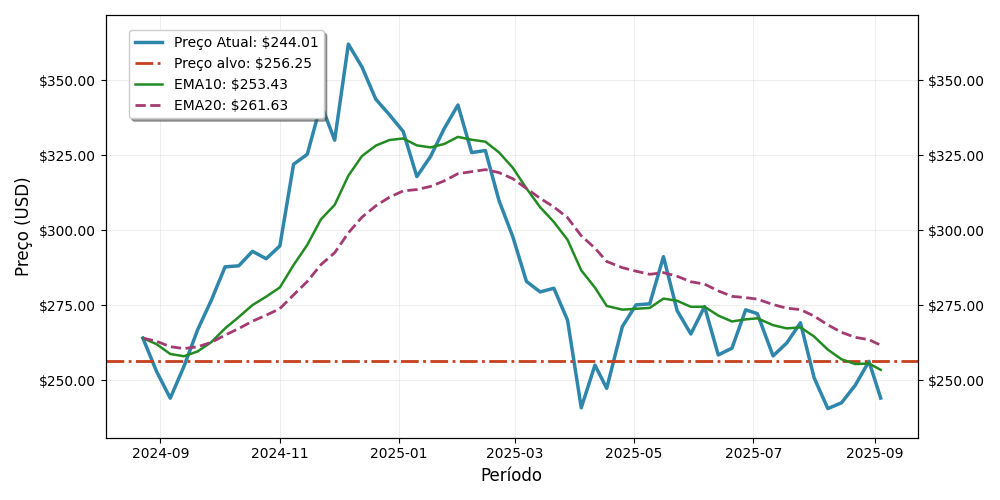 Preço Atual: $244.01
Preço alvo: $256.25
EMA10: $253.43
EMA20: $261.63
$350.00
$325.00
$300.00
$275.00
$250.00
$350.00
$325.00
$300.00
$275.00
$250.00
Preço (USD)
2024-09 2024-11 2025-01 2025-03 2025-05 2025-07 2025-09
Período